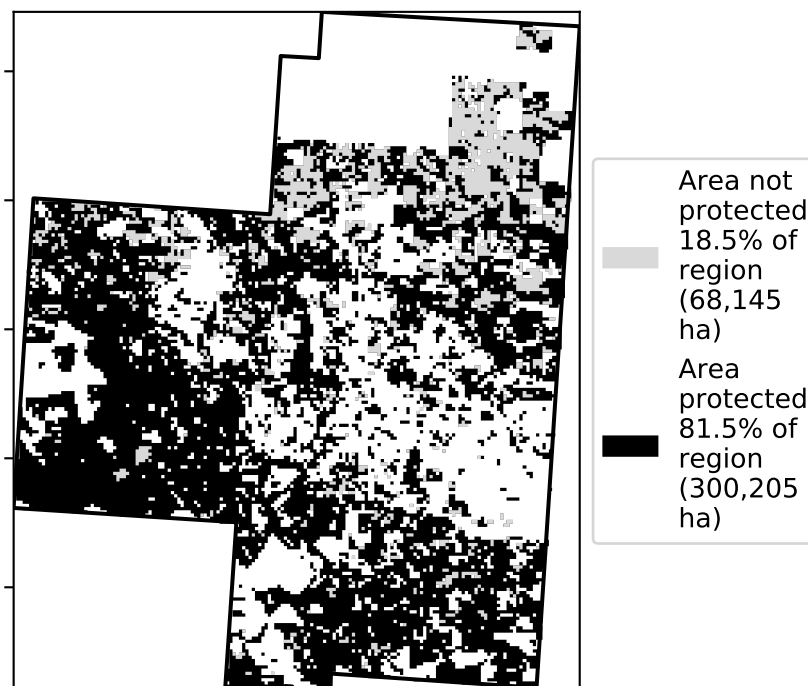 Area not
protected
18.5% of
region
(68,145
ha)
Area
protected
81.5% of
region
(300,205
ha)